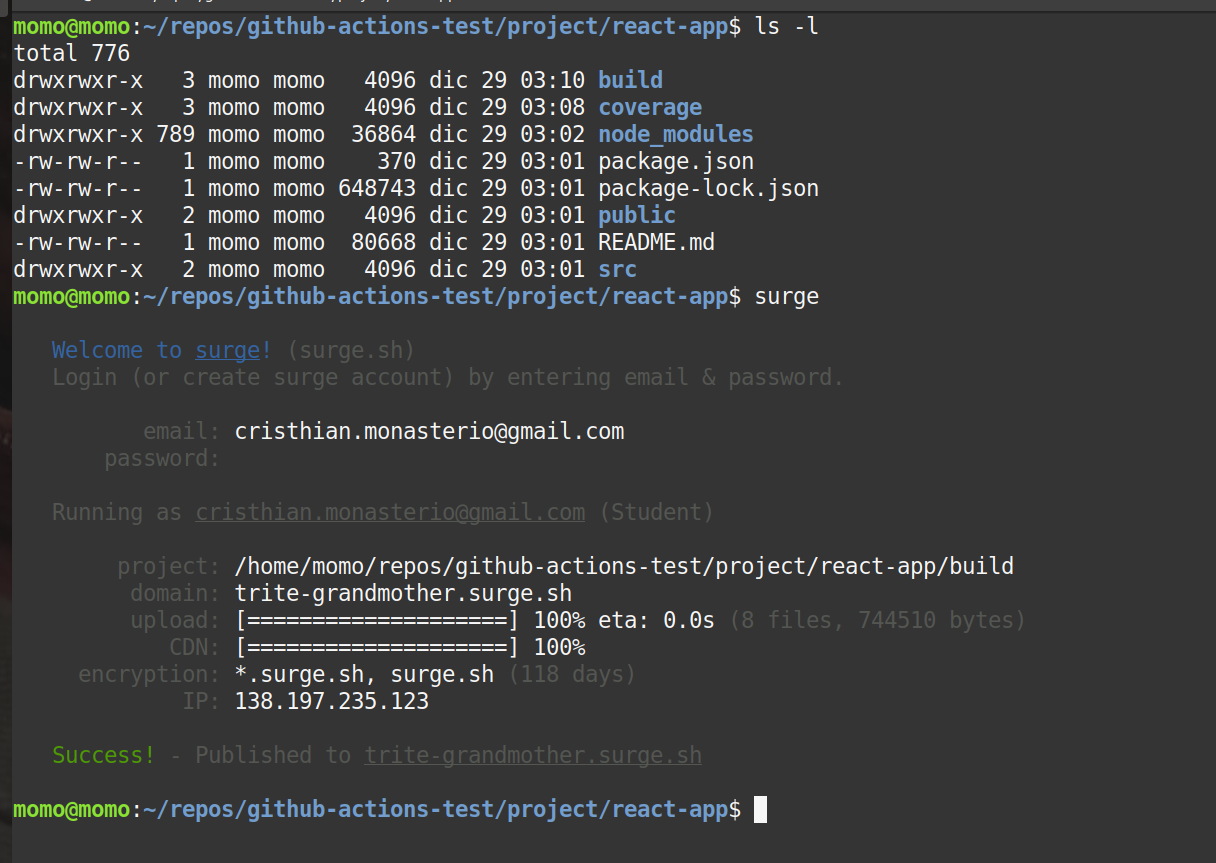 momo@momo:~/repos/github-actions-test/project/react-app$ ls -l
total 776
drwxrwxr-x   3 momo momo   4096 dic 29 03:10 build
drwxrwxr-x   3 momo momo   4096 dic 29 03:08 coverage
drwxrwxr-x 789 momo momo  36864 dic 29 03:02 node_modules
-rw-rw-r--   1 momo momo    370 dic 29 03:01 package.json
-rw-rw-r--   1 momo momo 648743 dic 29 03:01 package-lock.json
drwxrwxr-x   2 momo momo   4096 dic 29 03:01 public
-rw-rw-r--   1 momo momo  80668 dic 29 03:01 README.md
drwxrwxr-x   2 momo momo   4096 dic 29 03:01 src
momo@momo:~/repos/github-actions-test/project/react-app$ surge
Welcome to surge! (surge.sh)
Login (or create surge account) by entering email & password.
email: cristhian.monasterio@gmail.com
password:
Running as cristhian.monasterio@gmail.com (Student)
project: /home/momo/repos/github-actions-test/project/react-app/build
domain: trite-grandmother.surge.sh
upload: [====================] 100% eta: 0.0s (8 files, 744510 bytes)
CDN: [====================] 100%
encryption: *.surge.sh, surge.sh (118 days)
IP: 138.197.235.123
Success! - Published to trite-grandmother.surge.sh
momo@momo:~/repos/github-actions-test/project/react-app$